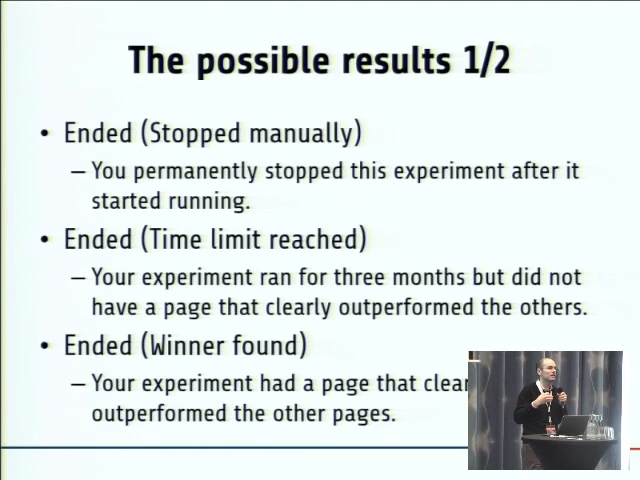 The possible results 1/2
• Ended (Stopped manually)
– You permanently stopped this experiment after it
started running.
• Ended (Time limit reached)
– Your experiment ran for three months but did not
have a page that clearly outperformed the others.
• Ended (Winner found)
– Your experiment had a page that
outperformed the other pages.